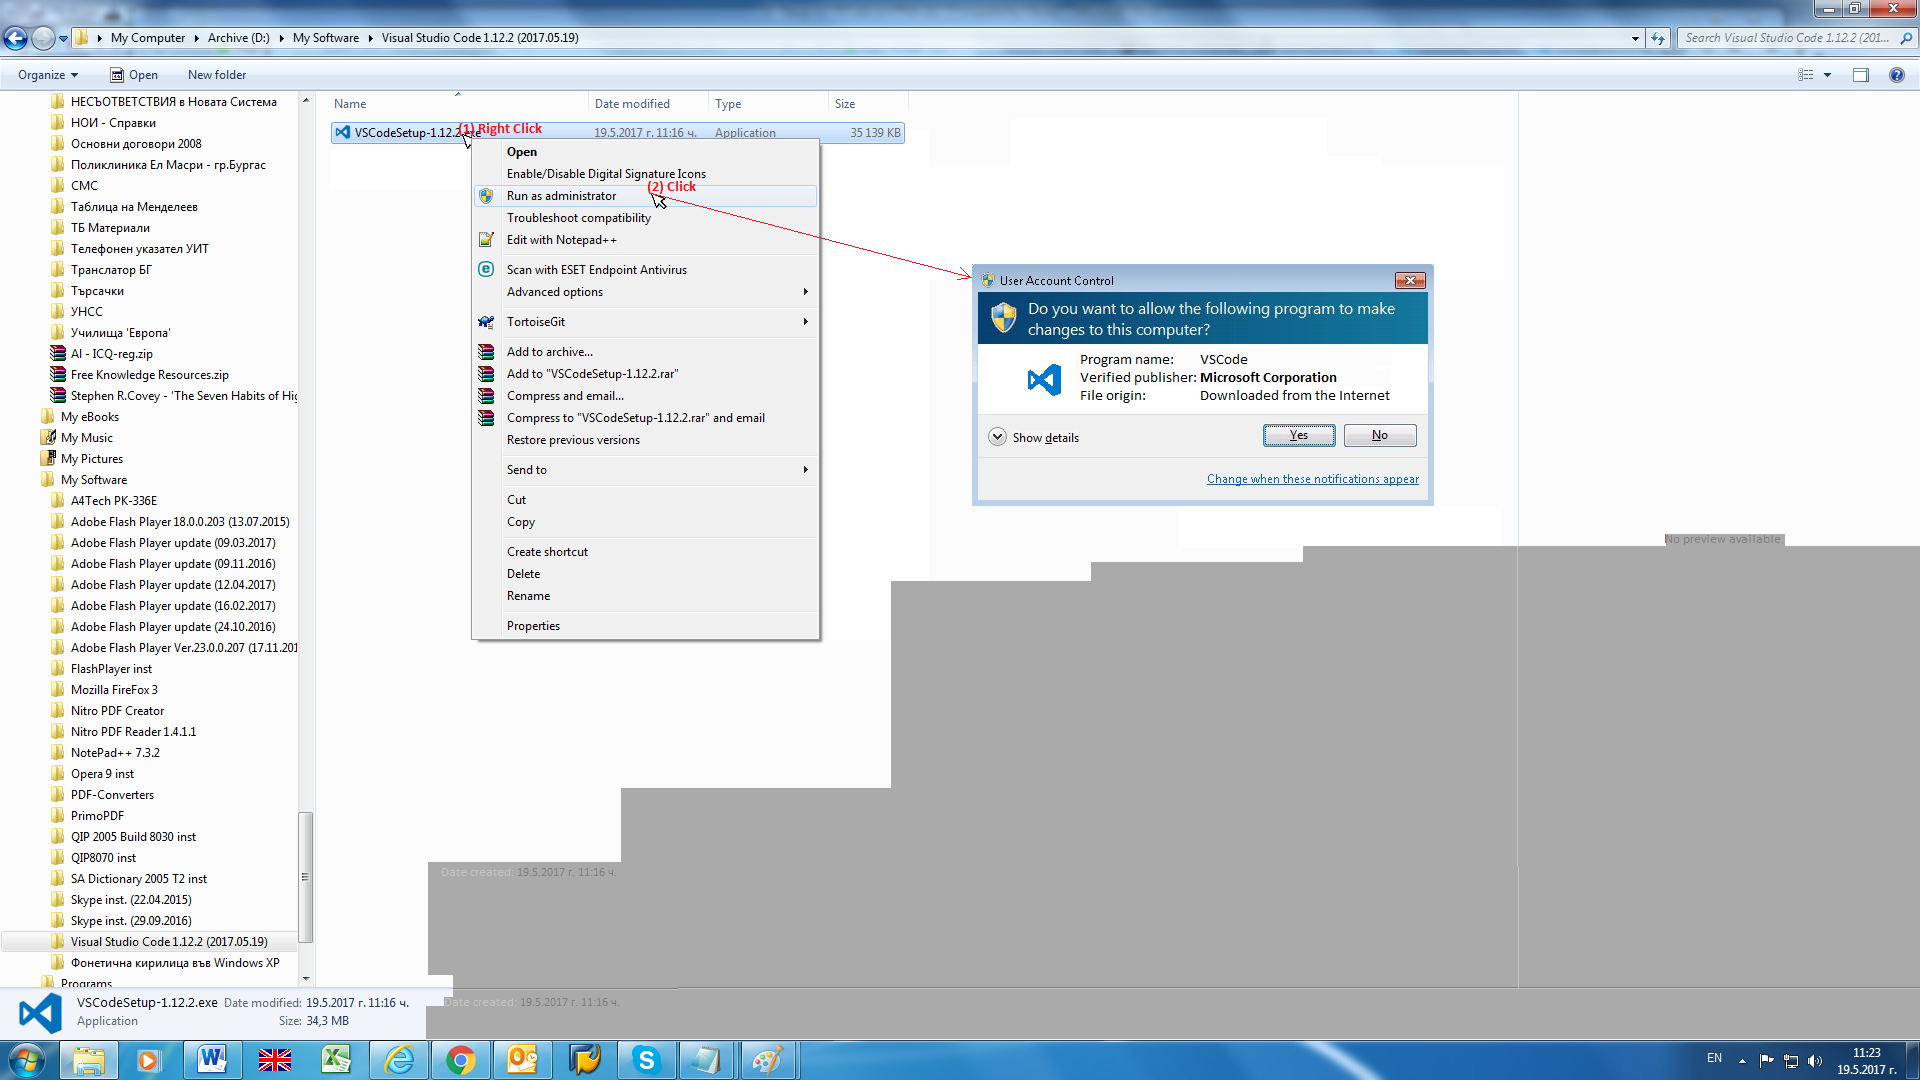 My Computer ▸ Archive (D:) ▸ My Software ▸ Visual Studio Code 1.12.2 (2017.05.19)
Search Visual Studio Code 1.12.2 (201...
Organize
Open
New folder
НЕСЪОТВЕТСТВИЯ в Новата Система
НОИ - Справки
Основни договори 2008
Поликлиника Ел Масри - гр.Бургас
СМС
Таблица на Менделеев
ТБ Материали
Телефонен указател УИТ
Транслатор БГ
Търсачки
УНСС
Училища 'Европа'
AI - ICQ-reg.zip
Free Knowledge Resources.zip
Stephen R.Covey - 'The Seven Habits of Hig
My eBooks
My Music
My Pictures
My Software
A4Tech PK-336E
Adobe Flash Player 18.0.0.203 (13.07.2015)
Adobe Flash Player update (09.03.2017)
Adobe Flash Player update (09.11.2016)
Adobe Flash Player update (12.04.2017)
Adobe Flash Player update (16.02.2017)
Adobe Flash Player update (24.10.2016)
Adobe Flash Player Ver.23.0.0.207 (17.11.201
FlashPlayer inst
Mozilla FireFox 3
Nitro PDF Creator
Nitro PDF Reader 1.4.1.1
NotePad++ 7.3.2
Opera 9 inst
PDF-Converters
PrimoPDF
QIP 2005 Build 8030 inst
QIP8070 inst
SA Dictionary 2005 T2 inst
Skype inst. (22.04.2015)
Skype inst. (29.09.2016)
Visual Studio Code 1.12.2 (2017.05.19)
Фонетична кирилица във Windows XP
Programs
Name
Date modified
Type
Size
VSCodeSetup-1.12.2.exe
19.5.2017 г. 11:16 ч.
Application
35 139 KB
(1) Right Click
Open
Enable/Disable Digital Signature Icons
Run as administrator
(2) Click
Troubleshoot compatibility
Edit with Notepad++
Scan with ESET Endpoint Antivirus
Advanced options
TortoiseGit
Add to archive...
Add to "VSCodeSetup-1.12.2.rar"
Compress and email...
Compress to "VSCodeSetup-1.12.2.rar" and email
Restore previous versions
Send to
Cut
Copy
Create shortcut
Delete
Rename
Properties
User Account Control
Do you want to allow the following program to make
changes to this computer?
Program name: VSCode
Verified publisher: Microsoft Corporation
File origin: Downloaded from the Internet
Show details
Yes
No
Change when these notifications appear
No preview available.
Date created: 19.5.2017 г. 11:16 ч.
VSCodeSetup-1.12.2.exe Date modified: 19.5.2017 г. 11:16 ч.
Date created: 19.5.2017 г. 11:16 ч.
Application Size: 34,3 MB
EN
11:23
19.5.2017 г.